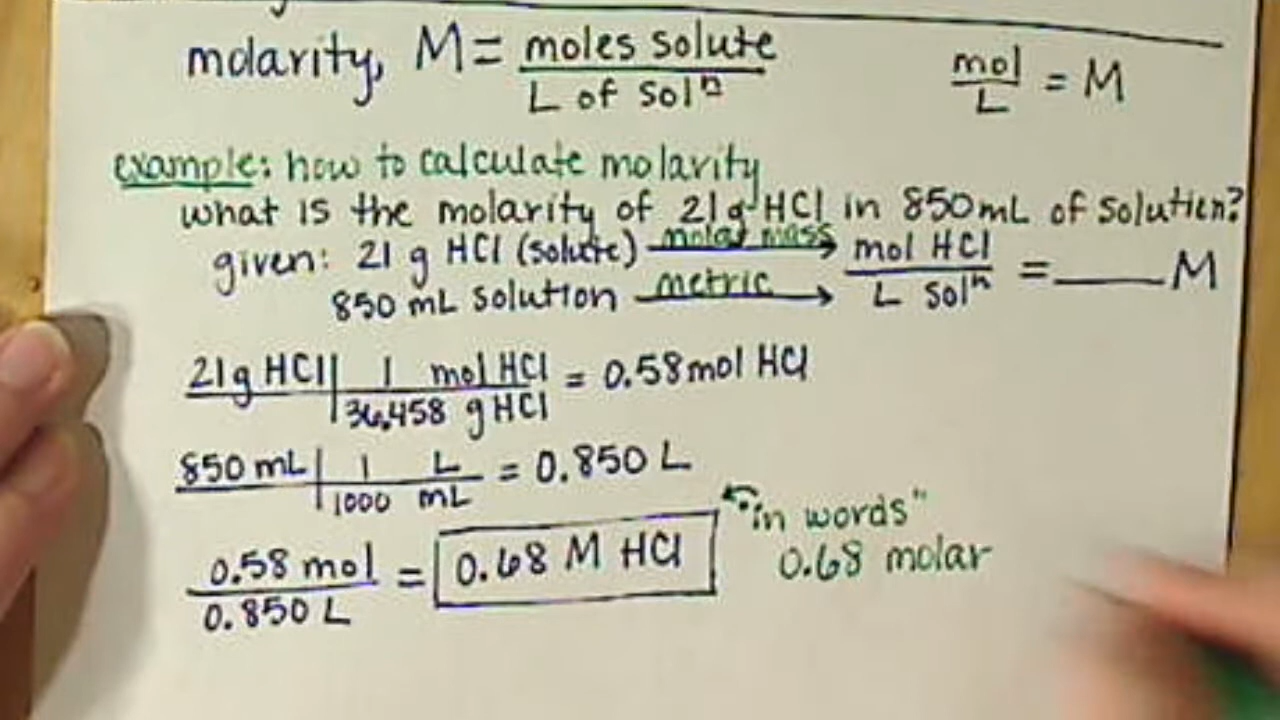 molarity, M = moles solute / L of solⁿ
mol / L = M
example: how to calculate molarity
what is the molarity of 21g HCl in 850mL of solution?
given: 21 g HCl (solute) molar mass → mol HCl / L solⁿ = ____ M
850 mL solution metric →
21g HCl | 1 mol HCl / 36.458 g HCl = 0.58 mol HCl
850 mL | 1 L / 1000 mL = 0.850 L
0.58 mol / 0.850 L = 0.68 M HCl
"in words"
0.68 molar